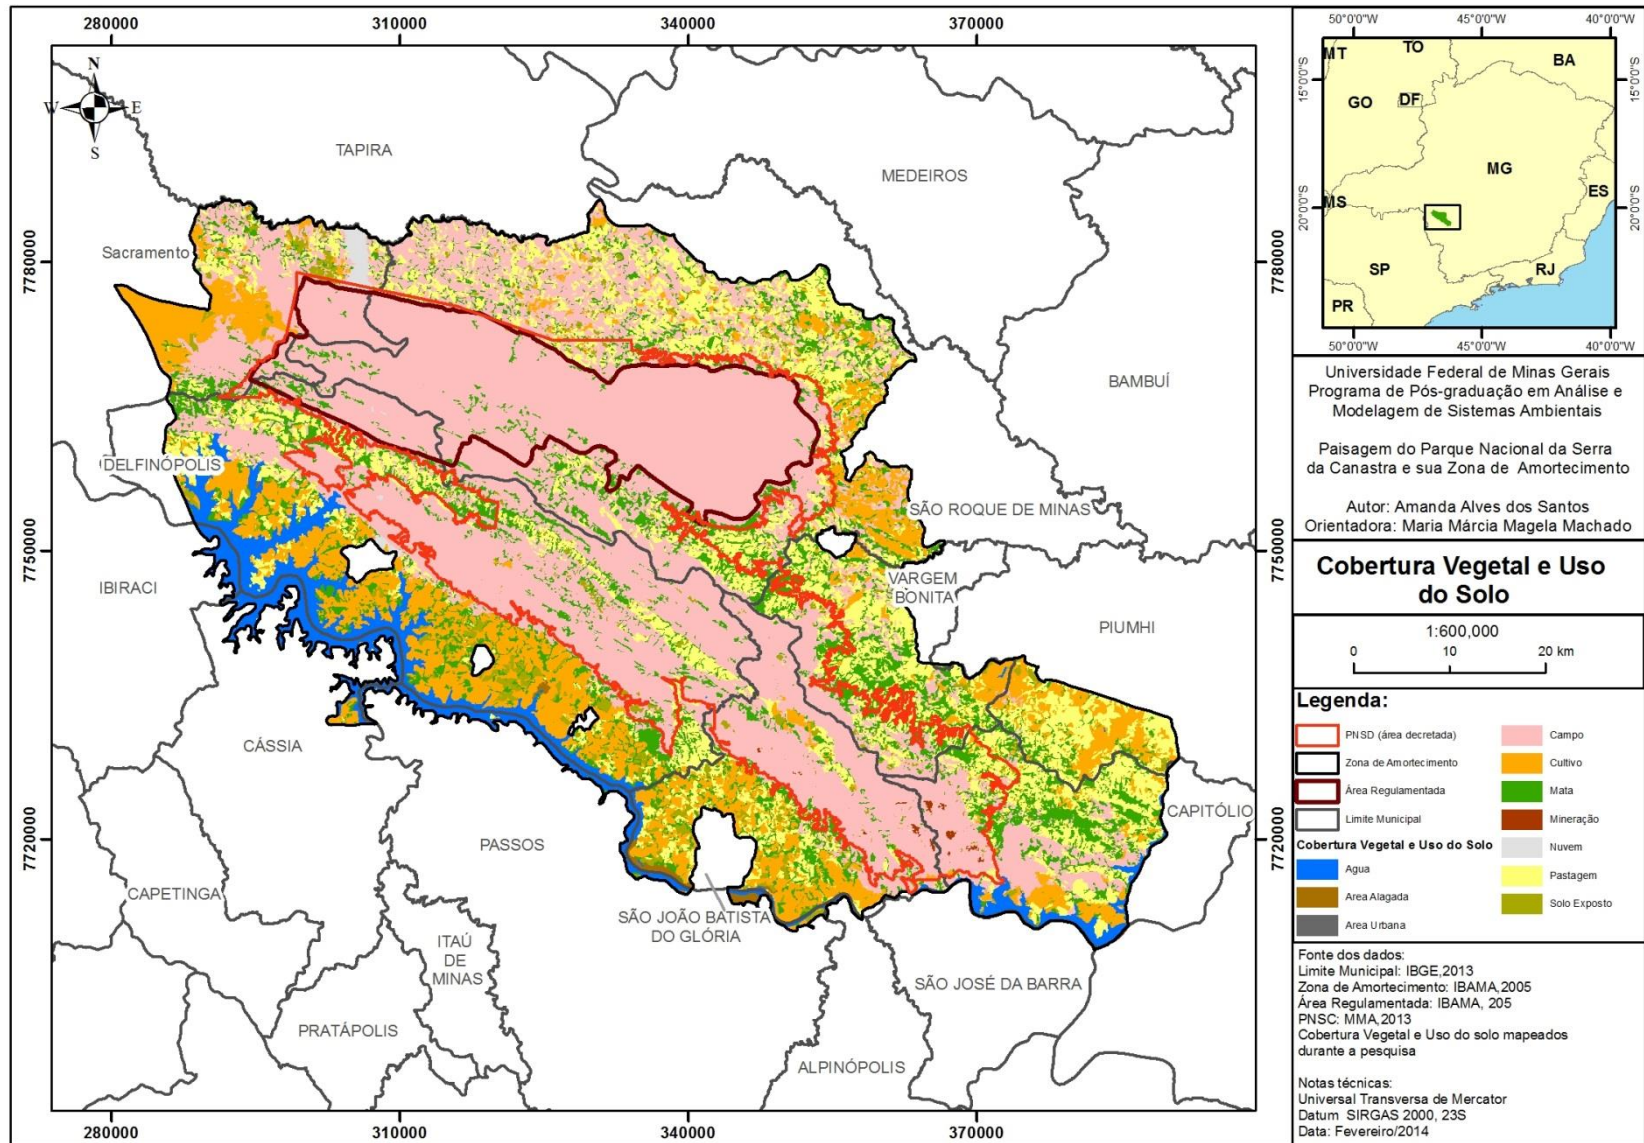 280000
310000
340000
370000
N
W
E
S
TAPIRA
MEDEIROS
Sacramento
7780000
7780000
BAMBUÍ
DELFINÓPOLIS
SÃO ROQUE DE MINAS
7750000
7750000
IBIRACI
VARGEM
BONITA
PIUMHI
CÁSSIA
CAPITÓLIO
7720000
7720000
PASSOS
CAPETINGA
SÃO JOÃO BATISTA
DO GLÓRIA
ITAÚ
DE
MINAS
SÃO JOSÉ DA BARRA
PRATÁPOLIS
ALPINÓPOLIS
280000
310000
340000
370000
50°0'0"W
45°0'0"W
40°0'0"W
MT
TO
BA
15°0'0"S
15°0'0"S
GO
DF
MG
ES
MS
20°0'0"S
20°0'0"S
SP
RJ
PR
50°0'0"W
45°0'0"W
40°0'0"W
Universidade Federal de Minas Gerais
Programa de Pós-graduação em Análise e
Modelagem de Sistemas Ambientais
Paisagem do Parque Nacional da Serra
da Canastra e sua Zona de Amortecimento
Autor: Amanda Alves dos Santos
Orientadora: Maria Márcia Magela Machado
Cobertura Vegetal e Uso
do Solo
1:600,000
0
10
20 km
Legenda:
PNSD (área decretada)
Zona de Amortecimento
Área Regulamentada
Limite Municipal
Cobertura Vegetal e Uso do Solo
Agua
Area Alagada
Area Urbana
Campo
Cultivo
Mata
Mineração
Nuvem
Pastagem
Solo Exposto
Fonte dos dados:
Limite Municipal: IBGE,2013
Zona de Amortecimento: IBAMA,2005
Área Regulamentada: IBAMA, 205
PNSC: MMA,2013
Cobertura Vegetal e Uso do solo mapeados
durante a pesquisa
Notas técnicas:
Universal Transversa de Mercator
Datum SIRGAS 2000, 23S
Data: Fevereiro/2014